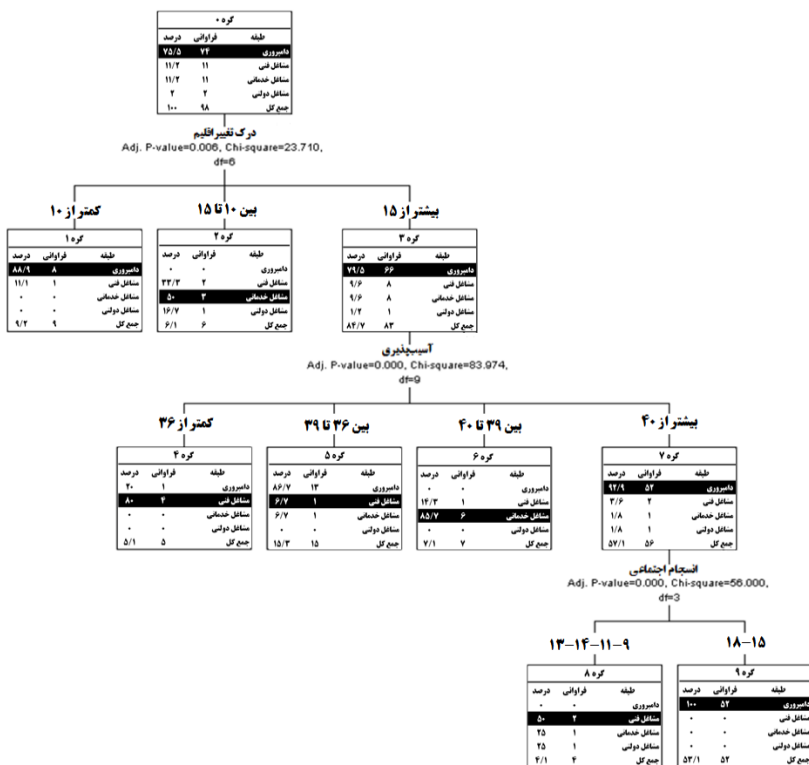 گره ۰
طبقه فراوانی درصد
دامپروری ۷۴ ۷۵/۵
مشاغل فنی ۱۱ ۱۱/۲
مشاغل خدماتی ۱۱ ۱۱/۲
مشاغل دولتی ۲ ۲
جمع کل ۹۸ ۱۰۰
درک تغییر اقلیم
Adj. P-value=0.006, Chi-square=23.710,
df=6
بیشتر از ۱۵
بین ۱۰ تا ۱۵
کمتر از ۱۰
گره ۳
طبقه فراوانی درصد
دامپروری ۶۶ ۷۹/۵
مشاغل فنی ۸ ۹/۶
مشاغل خدماتی ۸ ۹/۶
مشاغل دولتی ۱ ۱/۲
جمع کل ۸۳ ۸۴/۷
گره ۲
طبقه فراوانی درصد
دامپروری ۰ ۰
مشاغل فنی ۲ ۳۳/۳
مشاغل خدماتی ۳ ۵۰
مشاغل دولتی ۱ ۱۶/۷
جمع کل ۶ ۶/۱
گره ۱
طبقه فراوانی درصد
دامپروری ۸ ۸۸/۹
مشاغل فنی ۱ ۱۱/۱
مشاغل خدماتی ۰ ۰
مشاغل دولتی ۰ ۰
جمع کل ۹ ۹/۲
آسیب‌پذیری
Adj. P-value=0.000, Chi-square=83.974,
df=9
بیشتر از ۴۰
بین ۳۹ تا ۴۰
بین ۳۶ تا ۳۹
کمتر از ۳۶
گره ۷
طبقه فراوانی درصد
دامپروری ۵۲ ۹۲/۹
مشاغل فنی ۲ ۳/۶
مشاغل خدماتی ۱ ۱/۸
مشاغل دولتی ۱ ۱/۸
جمع کل ۵۶ ۵۷/۱
گره ۶
طبقه فراوانی درصد
دامپروری ۰ ۰
مشاغل فنی ۱ ۱۴/۳
مشاغل خدماتی ۶ ۸۵/۷
مشاغل دولتی ۰ ۰
جمع کل ۷ ۷/۱
گره ۵
طبقه فراوانی درصد
دامپروری ۱۳ ۸۶/۷
مشاغل فنی ۱ ۶/۷
مشاغل خدماتی ۱ ۶/۷
مشاغل دولتی ۰ ۰
جمع کل ۱۵ ۱۵/۳
گره ۴
طبقه فراوانی درصد
دامپروری ۱ ۲۰
مشاغل فنی ۴ ۸۰
مشاغل خدماتی ۰ ۰
مشاغل دولتی ۰ ۰
جمع کل ۵ ۵/۱
انسجام اجتماعی
Adj. P-value=0.000, Chi-square=56.000,
df=3
۱۸-۱۵
۱۳-۱۴-۱۱-۹
گره ۹
طبقه فراوانی درصد
دامپروری ۵۲ ۱۰۰
مشاغل فنی ۰ ۰
مشاغل خدماتی ۰ ۰
مشاغل دولتی ۰ ۰
جمع کل ۵۲ ۵۳/۱
گره ۸
طبقه فراوانی درصد
دامپروری ۰ ۰
مشاغل فنی ۲ ۵۰
مشاغل خدماتی ۱ ۲۵
مشاغل دولتی ۱ ۲۵
جمع کل ۴ ۴/۱